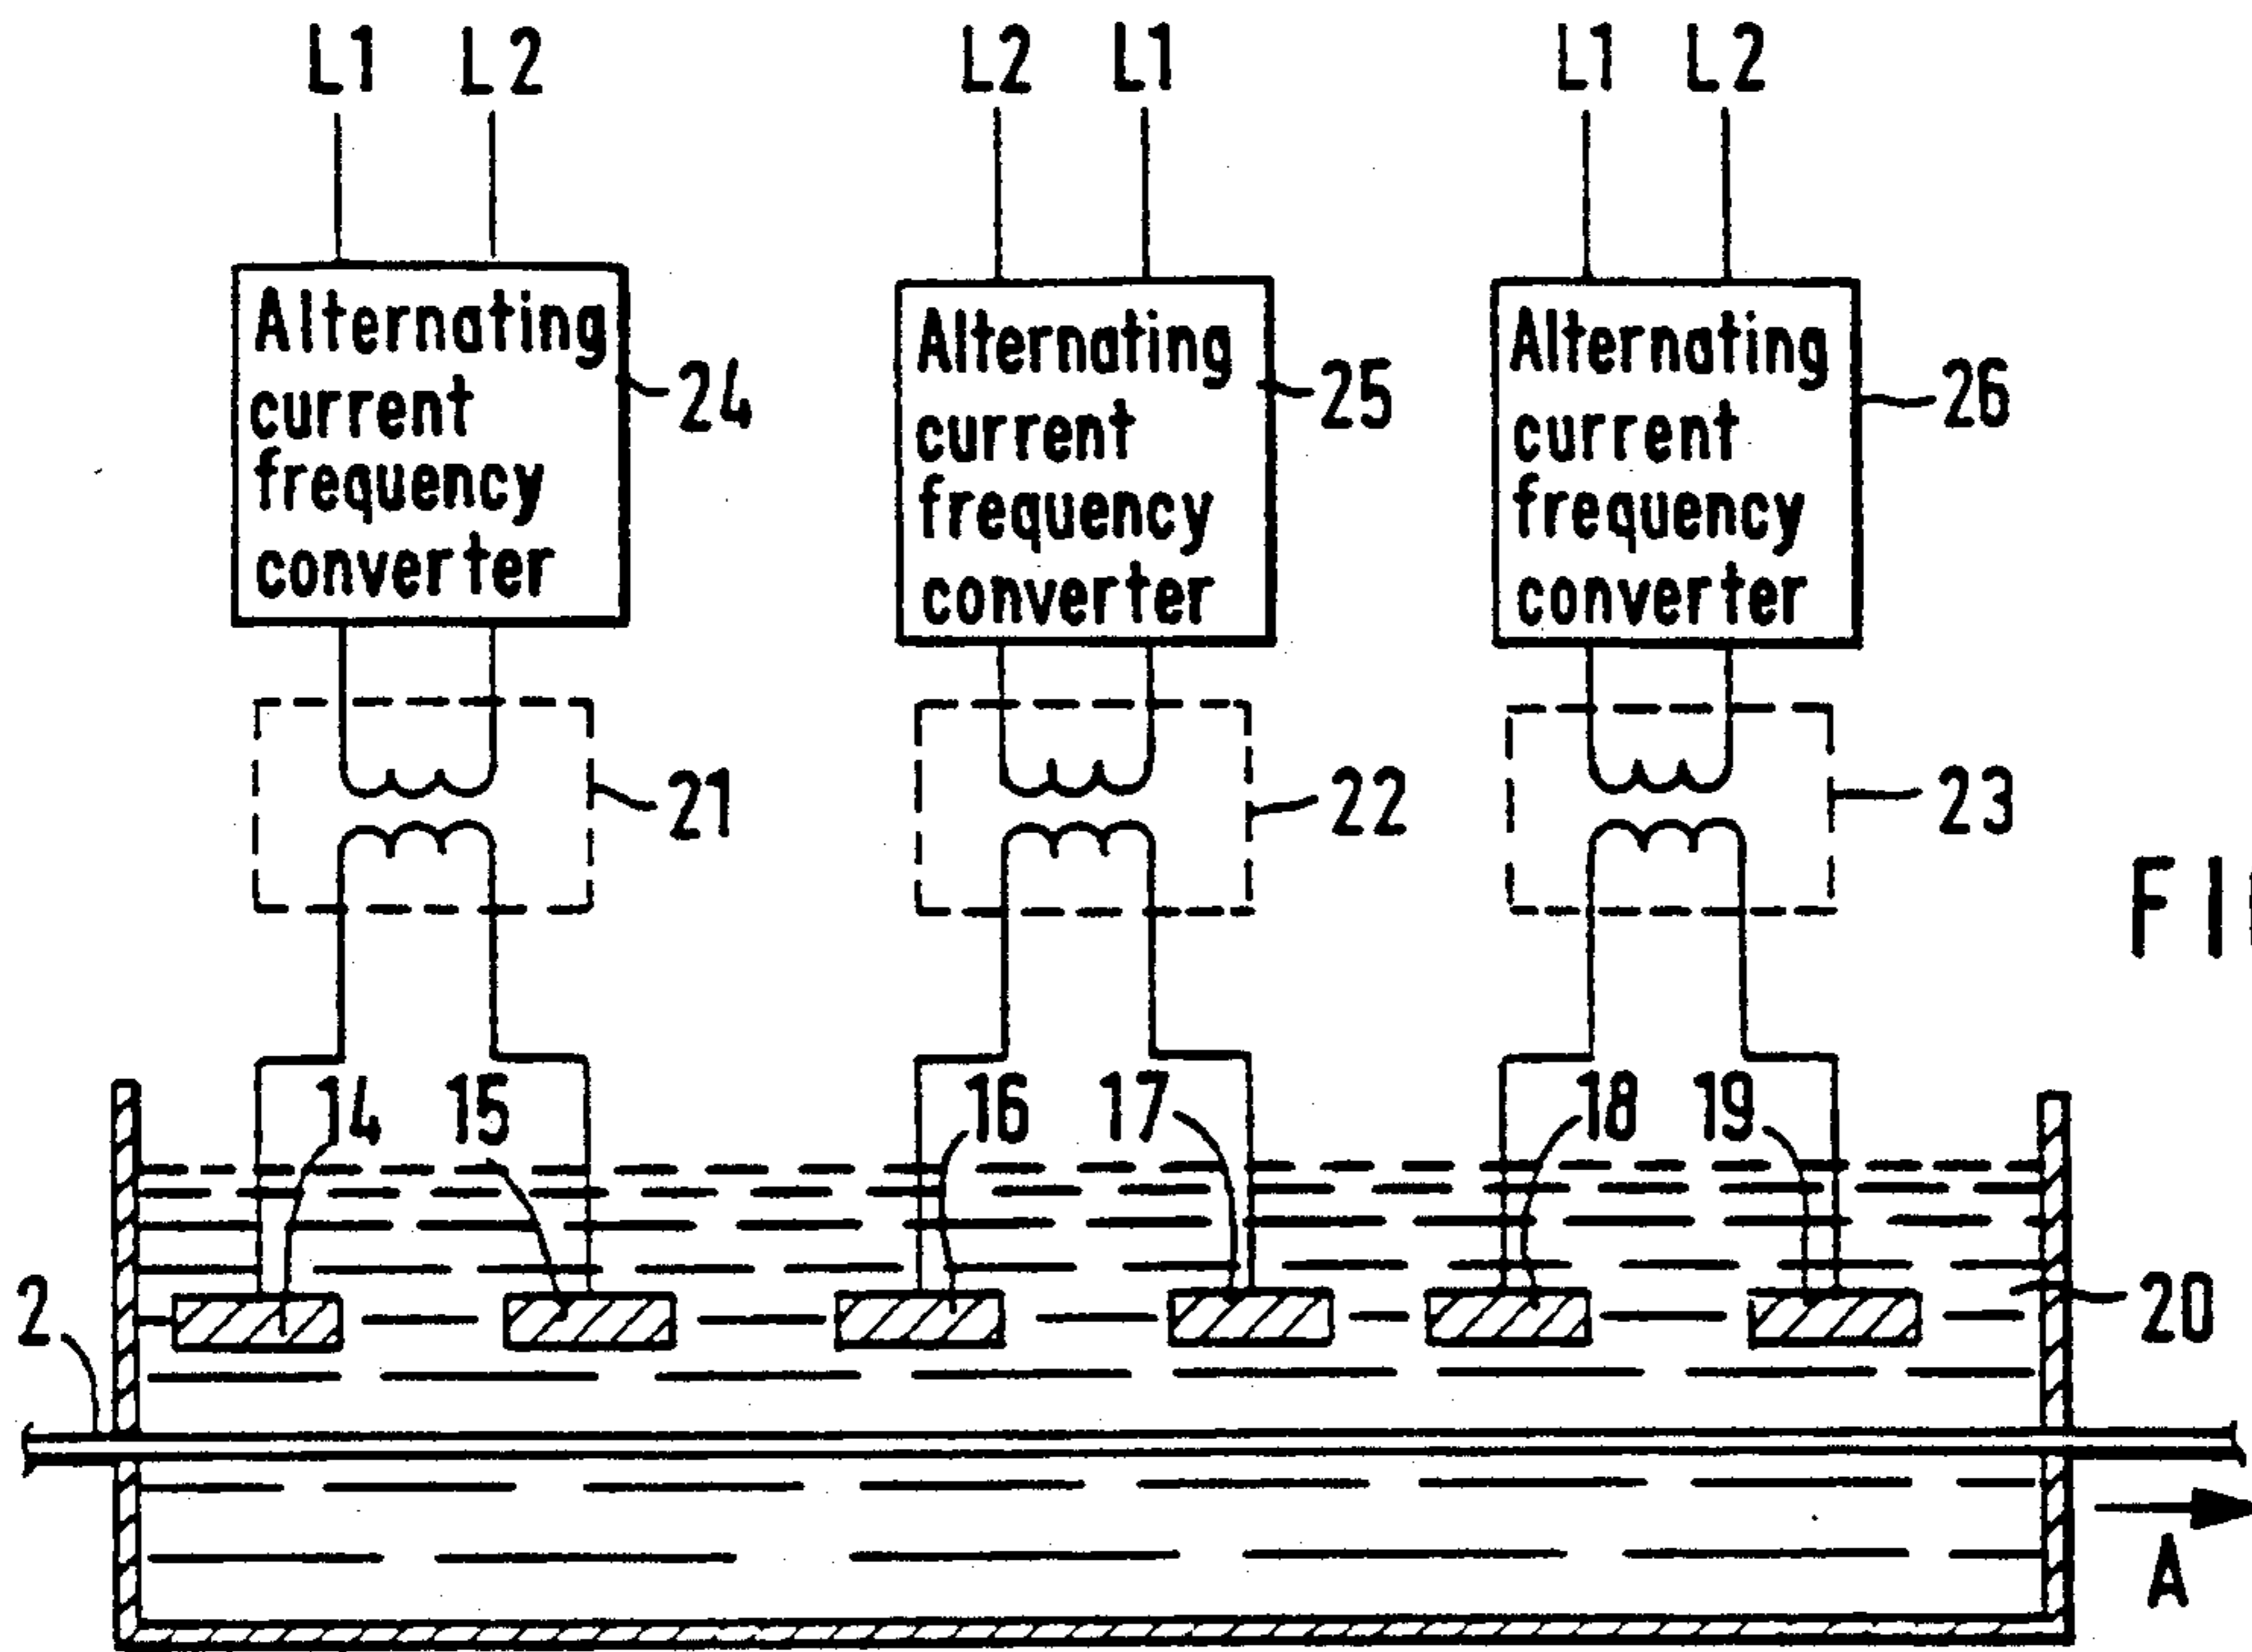 L1 L2 L2 L1 L1 L2
Alternating
current
frequency
converter
24
Alternating
current
frequency
converter
25
Alternating
current
frequency
converter
26
21
22
23
14 15 16 17 18 19
2
20
A